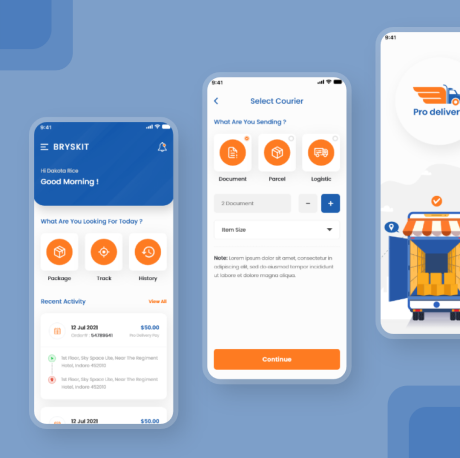 9:41
BRYSKIT
Hi Dakota Rice
Good Morning !
What Are You Looking For Today ?
Package
Track
History
Recent Activity
View All
12 Jul 2021
$50.00
Order # 54789641
1st Floor, Sky Space Lite, Near The Regiment
Hotel, Indore 452010
1st Floor, Sky Space Lite, Near The Regiment
Hotel, Indore 452010
12 Jul 2021
$50.00
9:41
Select Courier
What Are You Sending ?
Document
Parcel
Logistic
2 Document
Item Size
Note: Lorem ipsum dolor sit amet, consectetur in
adipiscing elit, sed do eiusmod tempor incididunt
ut labore et dolore magna aliqua.
Continue
9:41
Pro deliver